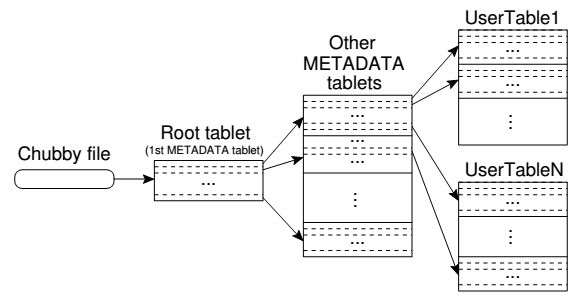 UserTable1
...
...
⋮
Other
METADATA
tablets
...
...
...
⋮
...
Root tablet
(1st METADATA tablet)
...
Chubby file
UserTableN
...
⋮
...